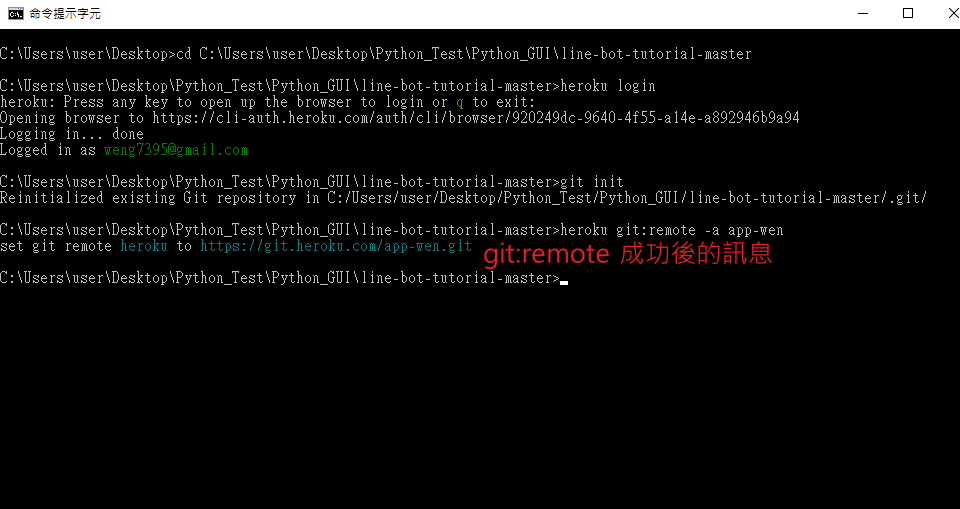 命令提示字元
C:\Users\user\Desktop>cd C:\Users\user\Desktop\Python_Test\Python_GUI\line-bot-tutorial-master
C:\Users\user\Desktop\Python_Test\Python_GUI\line-bot-tutorial-master>heroku login
heroku: Press any key to open up the browser to login or q to exit:
Opening browser to https://cli-auth.heroku.com/auth/cli/browser/920249dc-9640-4f55-a14e-a892946b9a94
Logging in... done
Logged in as weng7395@gmail.com
C:\Users\user\Desktop\Python_Test\Python_GUI\line-bot-tutorial-master>git init
Reinitialized existing Git repository in C:/Users/user/Desktop/Python_Test/Python_GUI/line-bot-tutorial-master/.git/
C:\Users\user\Desktop\Python_Test\Python_GUI\line-bot-tutorial-master>heroku git:remote -a app-wen
set git remote heroku to https://git.heroku.com/app-wen.git
git:remote 成功後的訊息
C:\Users\user\Desktop\Python_Test\Python_GUI\line-bot-tutorial-master>